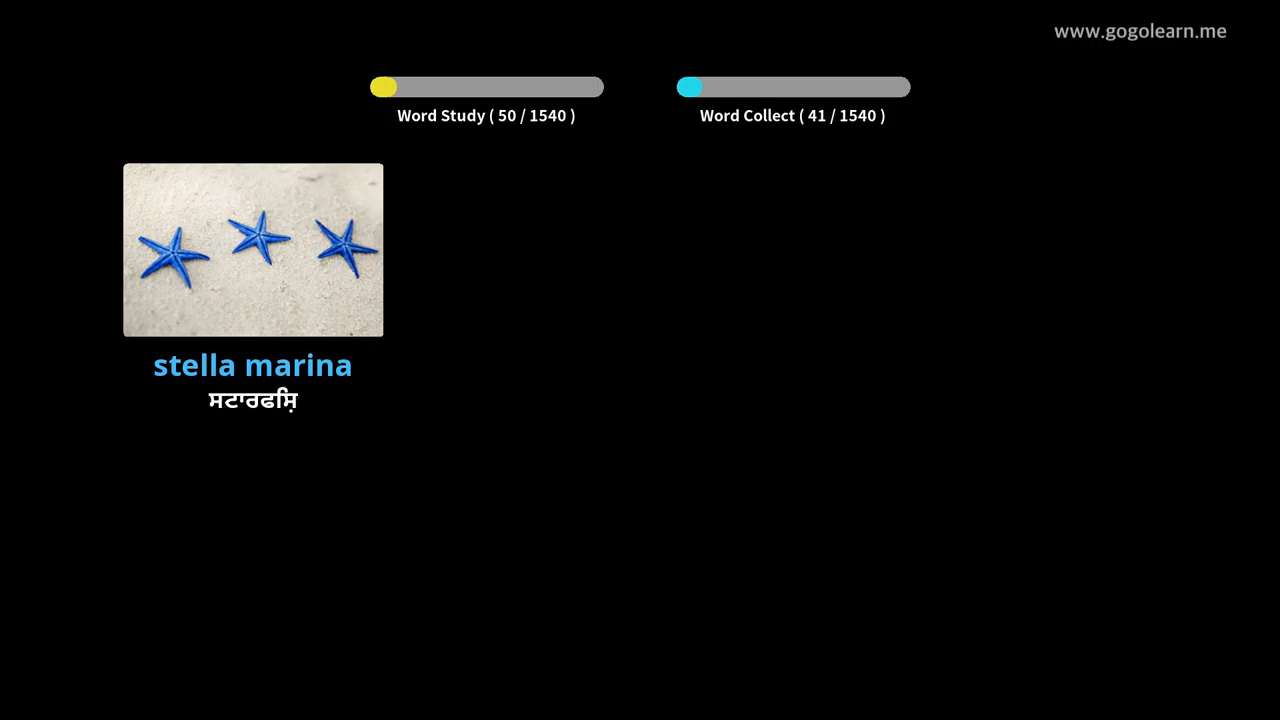 www.gogolearn.me
Word Study ( 50 / 1540 )
Word Collect ( 41 / 1540 )
stella marina
ਸਟਾਰਫਿਸ਼